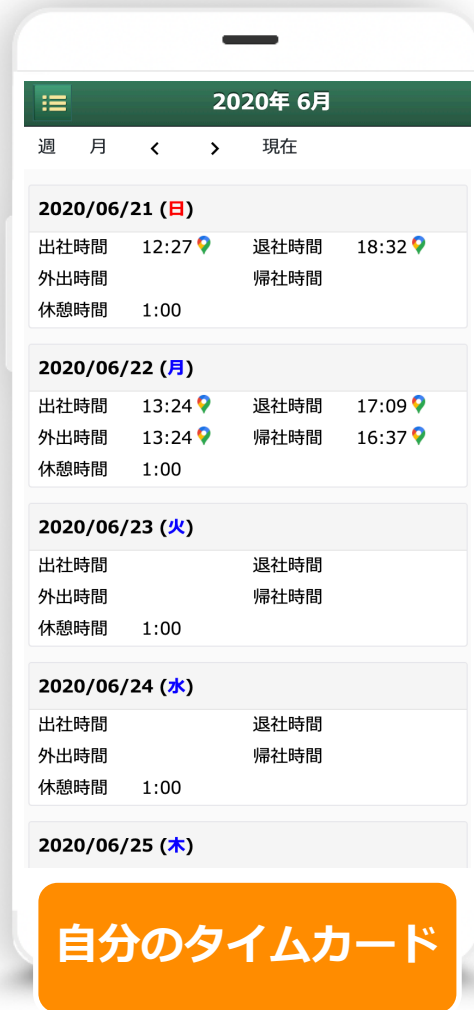 2020年 6月
週 月 < > 現在
2020/06/21 (日)
出社時間 12:27 退社時間 18:32
外出時間 帰社時間
休憩時間 1:00
2020/06/22 (月)
出社時間 13:24 退社時間 17:09
外出時間 13:24 帰社時間 16:37
休憩時間 1:00
2020/06/23 (火)
出社時間 退社時間
外出時間 帰社時間
休憩時間 1:00
2020/06/24 (水)
出社時間 退社時間
外出時間 帰社時間
休憩時間 1:00
2020/06/25 (木)
自分のタイムカード